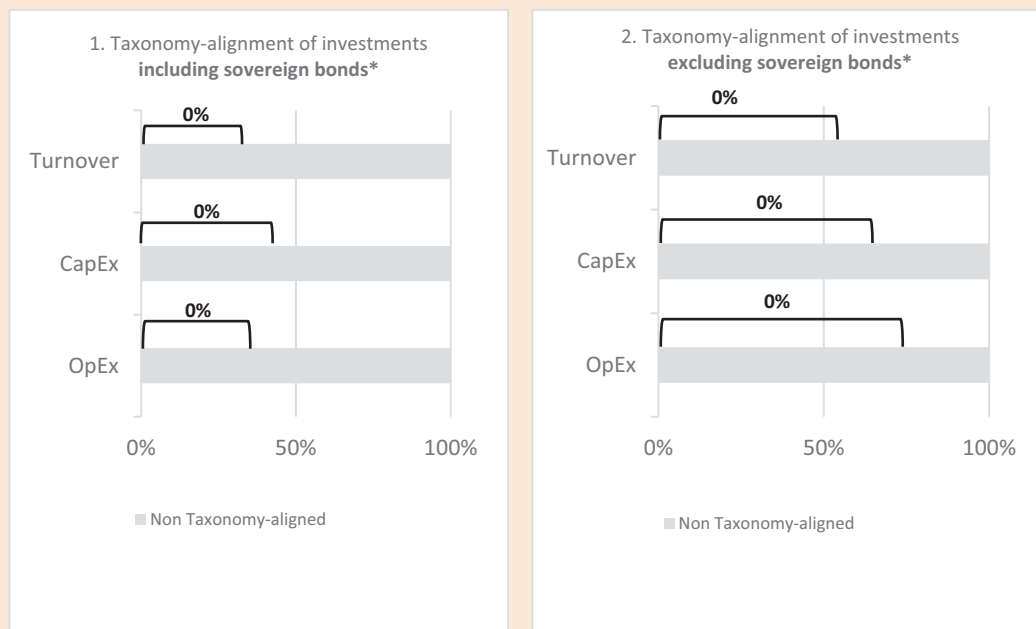 1. Taxonomy-alignment of investments
including sovereign bonds*
0%
Turnover
0%
CapEx
0%
OpEx
0% 50% 100%
Non Taxonomy-aligned
2. Taxonomy-alignment of investments
excluding sovereign bonds*
0%
Turnover
0%
CapEx
0%
OpEx
0% 50% 100%
Non Taxonomy-aligned